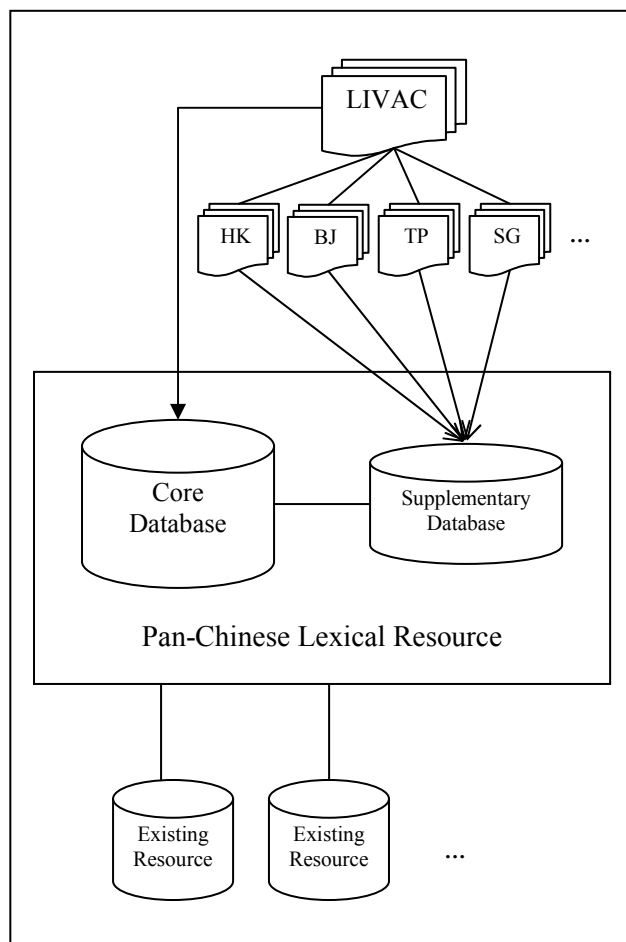 LIVAC
HK
BJ
TP
SG
...
Core
Database
Supplementary
Database
Pan-Chinese Lexical Resource
Existing
Resource
Existing
Resource
...